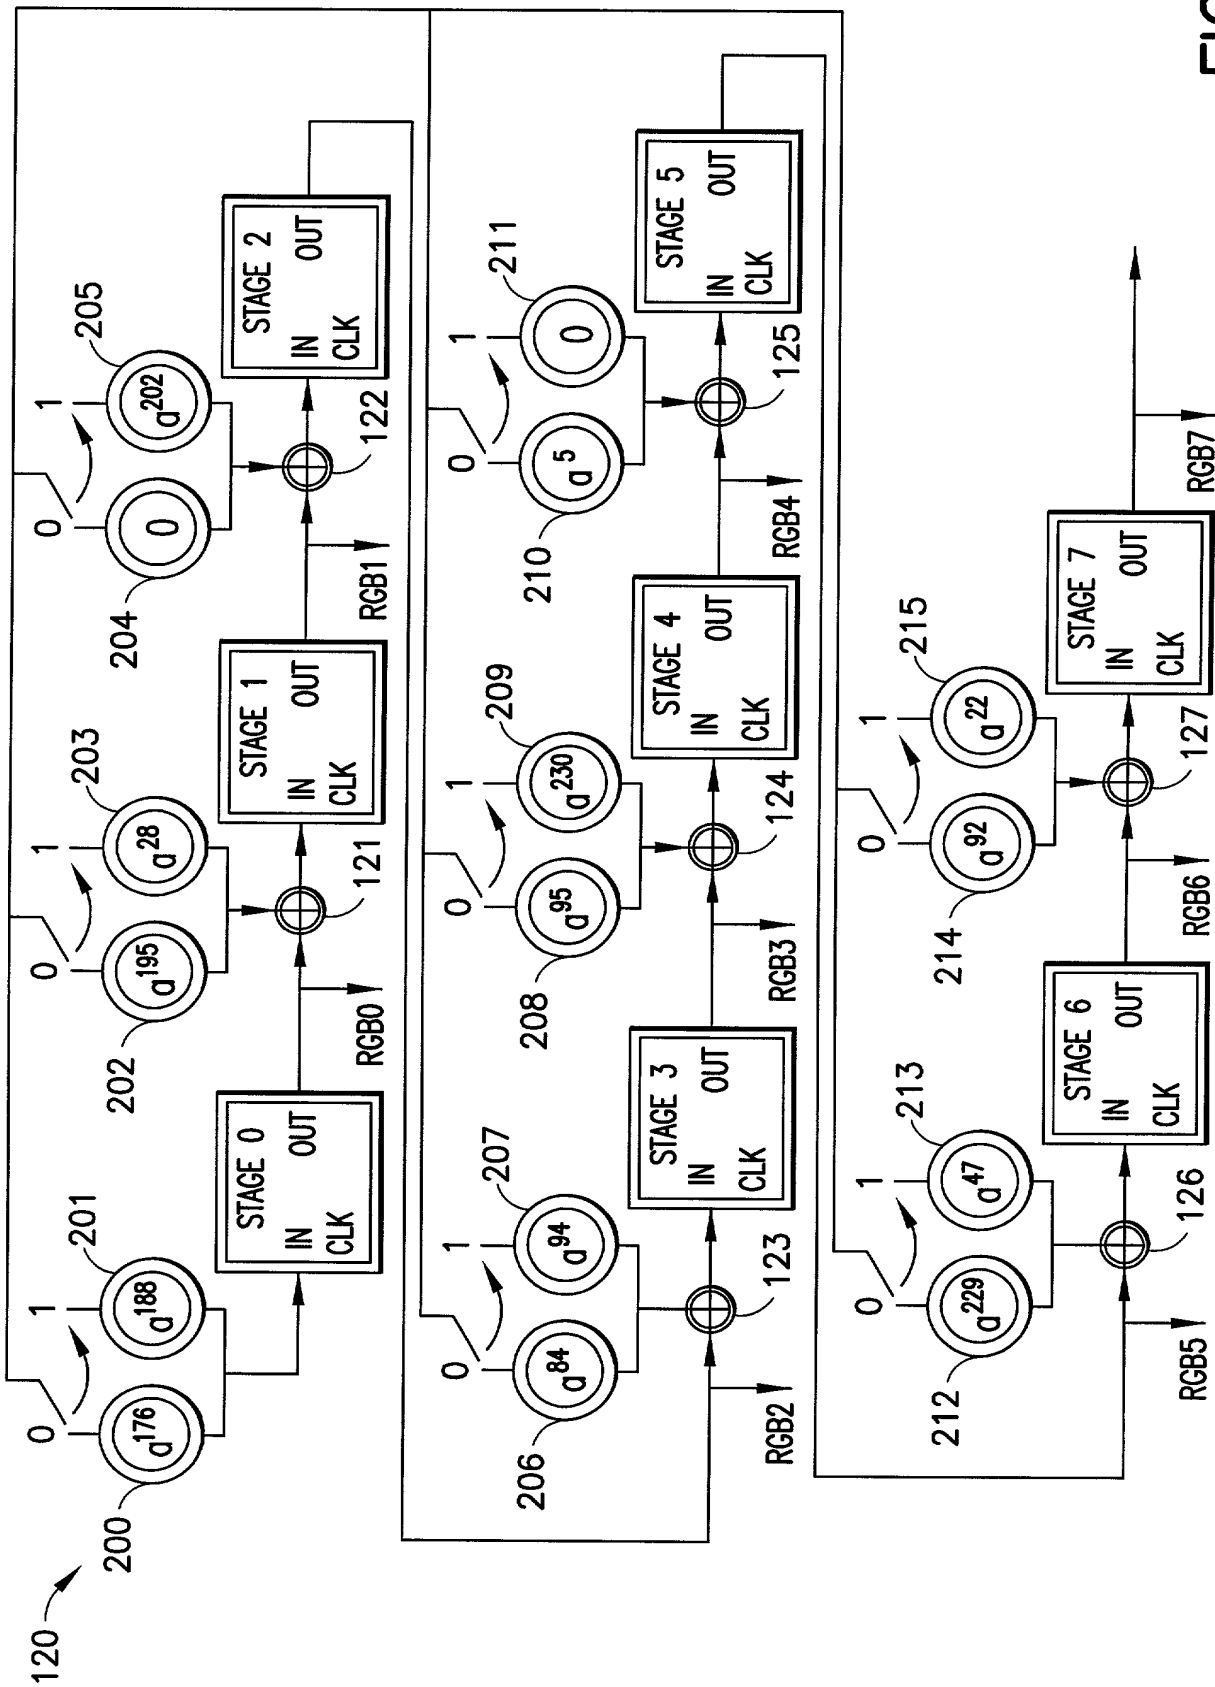 120
200
a176
0
1
a188
201
STAGE 0
IN
OUT
CLK
RGB0
202
a195
0
1
a28
203
121
STAGE 1
IN
OUT
CLK
RGB1
204
0
0
1
a202
205
122
STAGE 2
IN
OUT
CLK
RGB2
206
a84
0
1
a94
207
123
STAGE 3
IN
OUT
CLK
RGB3
208
a95
0
1
a230
209
124
STAGE 4
IN
OUT
CLK
RGB4
210
a5
0
1
0
211
125
STAGE 5
IN
OUT
CLK
RGB5
212
a229
0
1
a47
213
126
STAGE 6
IN
OUT
CLK
RGB6
214
a92
0
1
a22
215
127
STAGE 7
IN
OUT
CLK
RGB7